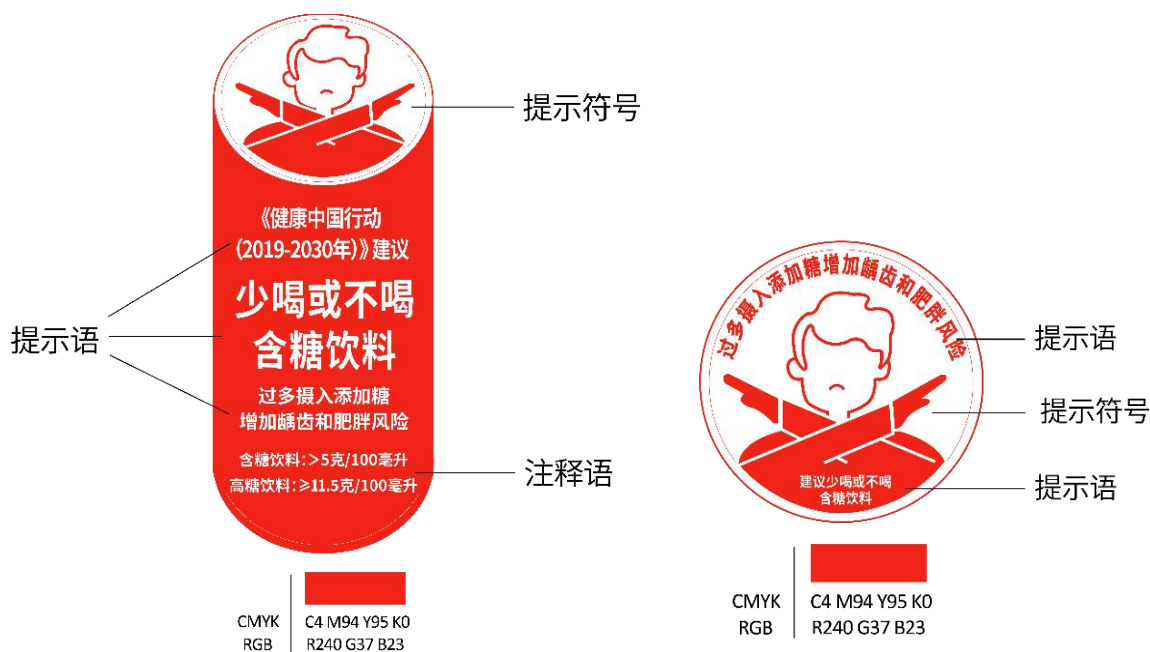 提示符号
《健康中国行动
(2019-2030年)》建议
少喝或不喝
含糖饮料
提示语
过多摄入添加糖
增加龋齿和肥胖风险
含糖饮料:>5克/100毫升
高糖饮料:≥11.5克/100毫升
注释语
CMYK C4 M94 Y95 K0
RGB R240 G37 B23
过多摄入添加糖增加龋齿和肥胖风险
提示语
提示符号
建议少喝或不喝
含糖饮料
提示语
CMYK C4 M94 Y95 K0
RGB R240 G37 B23